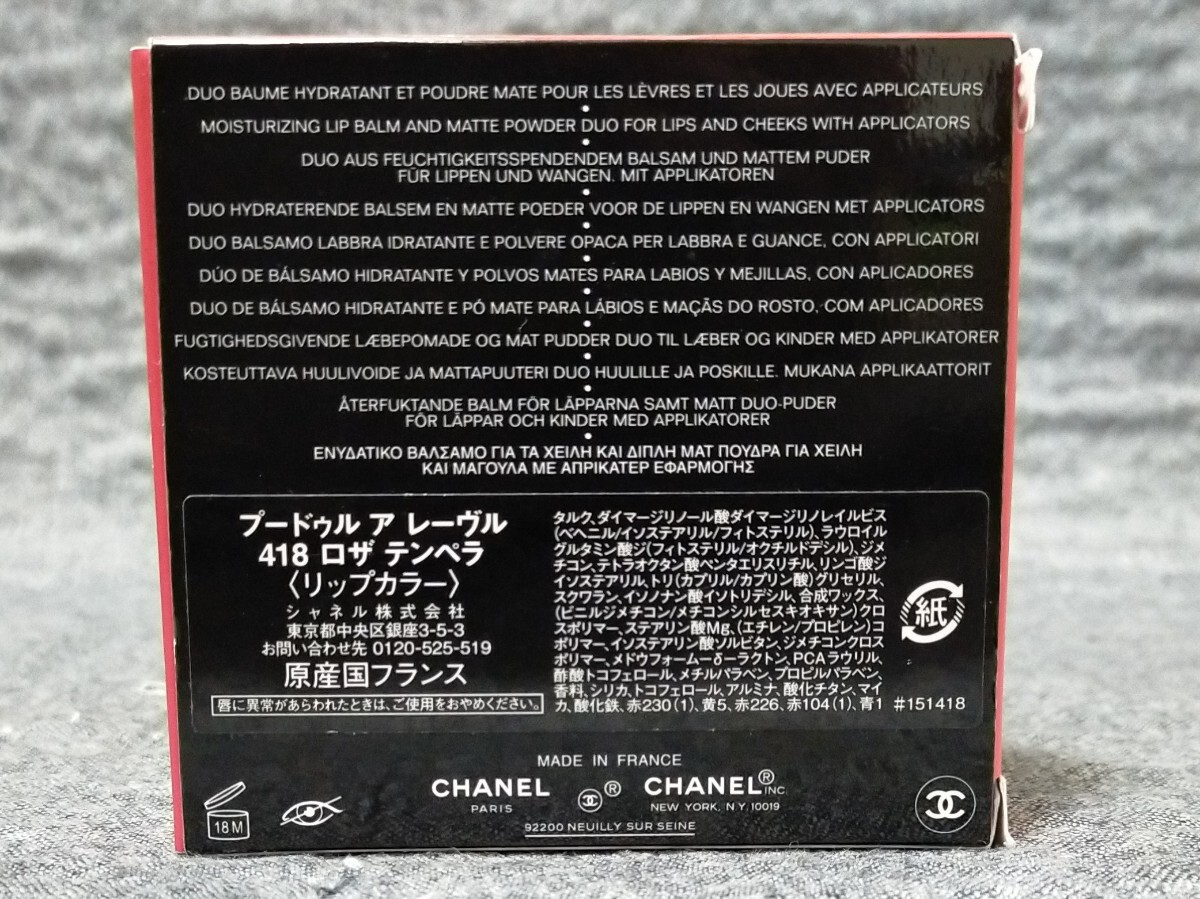 DUO BAUME HYDRATANT ET POUDRE MATE POUR LES LÈVRES ET LES JOUES AVEC APPLICATEURS
MOISTURIZING LIP BALM AND MATTE POWDER DUO FOR LIPS AND CHEEKS WITH APPLICATORS
DUO AUS FEUCHTIGKEITSSPENDENDEM BALSAM UND MATTEM PUDER
FÜR LIPPEN UND WANGEN. MIT APPLIKATOREN
DUO HYDRATERENDE BALSEM EN MATTE POEDER VOOR DE LIPPEN EN WANGEN MET APPLICATORS
DUO BALSAMO LABBRA IDRATANTE E POLVERE OPACA PER LABBRA E GUANCE, CON APPLICATORI
DÚO DE BÁLSAMO HIDRATANTE Y POLVOS MATES PARA LABIOS Y MEJILLAS, CON APLICADORES
DUO DE BÁLSAMO HIDRATANTE E PÓ MATE PARA LÁBIOS E MAÇÃS DO ROSTO, COM APLICADORES
FUGTIGHEDSGIVENDE LÆBEPOMADE OG MAT PUDDER DUO TIL LÆBER OG KINDER MED APPLIKATORER
KOSTEUTTAVA HUULIVOIDE JA MATTAPUUTERI DUO HUULILLE JA POSKILLE. MUKANA APPLIKAATTORIT
ÅTERFUKTANDE BALM FÖR LÄPPARNA SAMT MATT DUO-PUDER
FÖR LÄPPAR OCH KINDER MED APPLIKATORER
ΕΝΥΔΑΤΙΚΟ ΒΑΛΣΑΜΟ ΓΙΑ ΤΑ ΧΕΙΛΗ ΚΑΙ ΔΙΠΛΗ ΜΑΤ ΠΟΥΔΡΑ ΓΙΑ ΧΕΙΛΗ
ΚΑΙ ΜΑΓΟΥΛΑ ΜΕ ΑΠΡΙΚΑΤΕΡ ΕΦΑΡΜΟΓΗΣ
プードゥル ア レーヴル
418 ロザ テンペラ
〈リップカラー〉
シャネル株式会社
東京都中央区銀座3-5-3
お問い合わせ先 0120-525-519
原産国フランス
唇に異常があらわれたときは、ご使用をおやめください。
タルク、ダイマージリノール酸ダイマージリノレイルビス
(ベヘニル/イソステアリル/フィトステリル)、ラウロイル
グルタミン酸ジ(フィトステリル/オクチルドデシル)、ジメ
チコン、テトラオクタン酸ペンタエリスリチル、リンゴ酸ジ
イソステアリル、トリ(カプリル/カプリン酸)グリセリル、
スクワラン、イソノナン酸イソトリデシル、合成ワックス、
(ビニルジメチコン/メチコンシルセスキオキサン)クロ
スポリマー、ステアリン酸Mg、(エチレン/プロピレン)コ
ポリマー、イソステアリン酸ソルビタン、ジメチコンクロス
ポリマー、メドウフォームーδーラクトン、PCAラウリル、
酢酸トコフェロール、メチルパラベン、プロピルパラベン、
香料、シリカ、トコフェロール、アルミナ、酸化チタン、マイ
カ、酸化鉄、赤230(1)、黄5、赤226、赤104(1)、青1 #151418
紙
MADE IN FRANCE
CHANEL
PARIS
®
CHANEL®
INC.
NEW YORK, N.Y. 10019
92200 NEUILLY SUR SEINE
18M